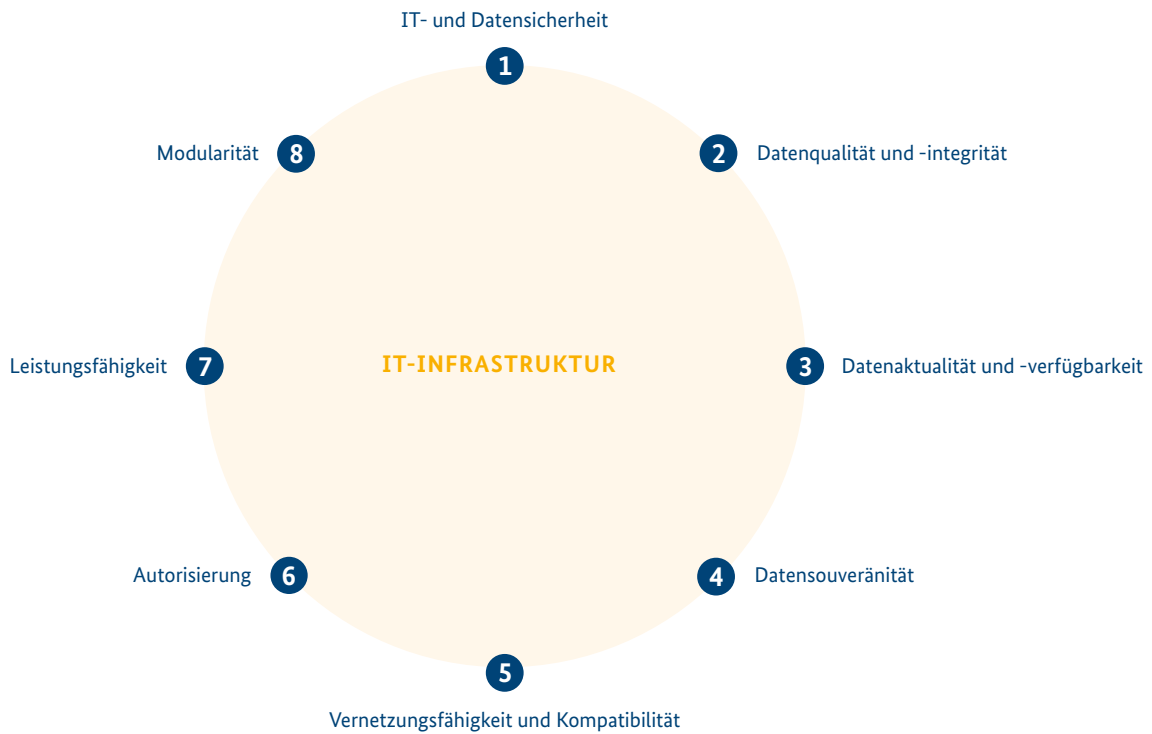 IT- und Datensicherheit
1
Modularität
8
2
Datenqualität und -integrität
Leistungsfähigkeit
7
IT-INFRASTRUKTUR
3
Datenaktualität und -verfügbarkeit
Autorisierung
6
4
Datensouveränität
5
Vernetzungsfähigkeit und Kompatibilität